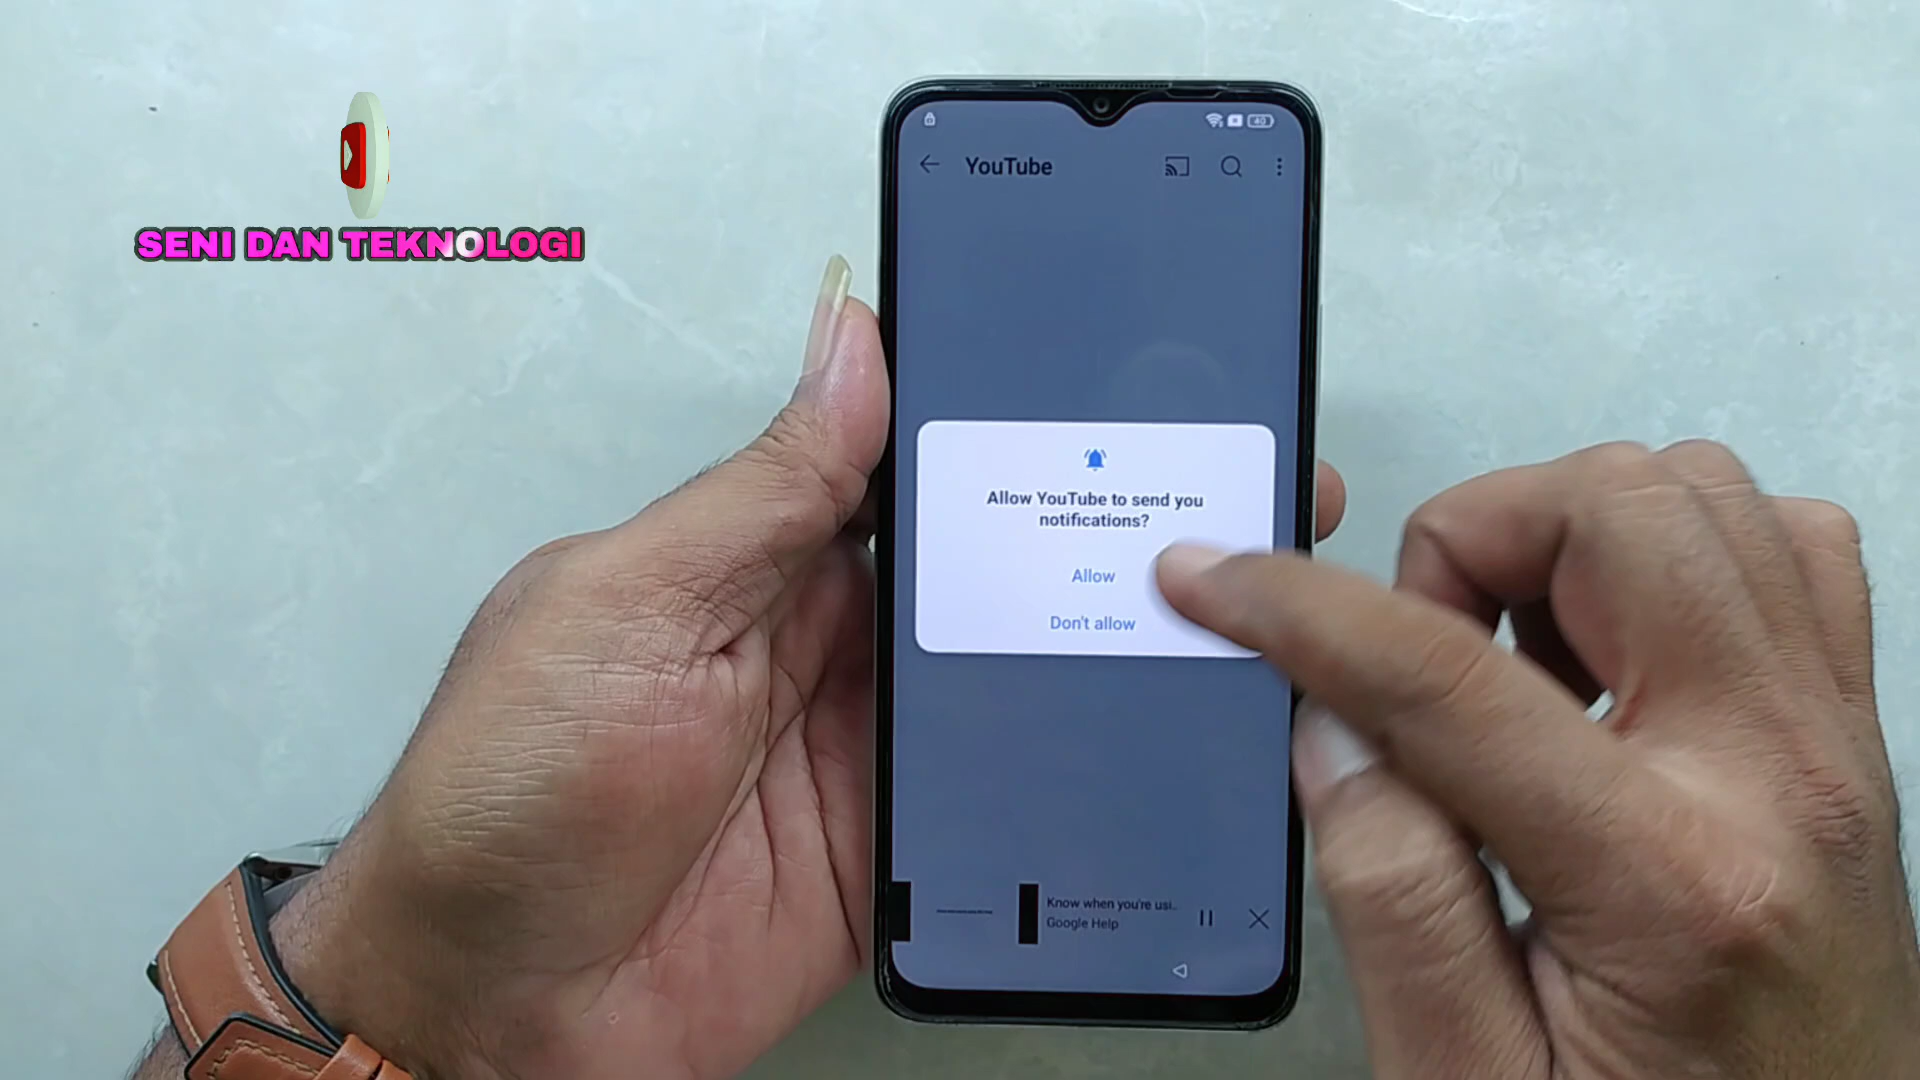 SENI DAN TEKNOLOGI
40
YouTube
Allow YouTube to send you
notifications?
Allow
Don't allow
Know when you're usi..
Google Help